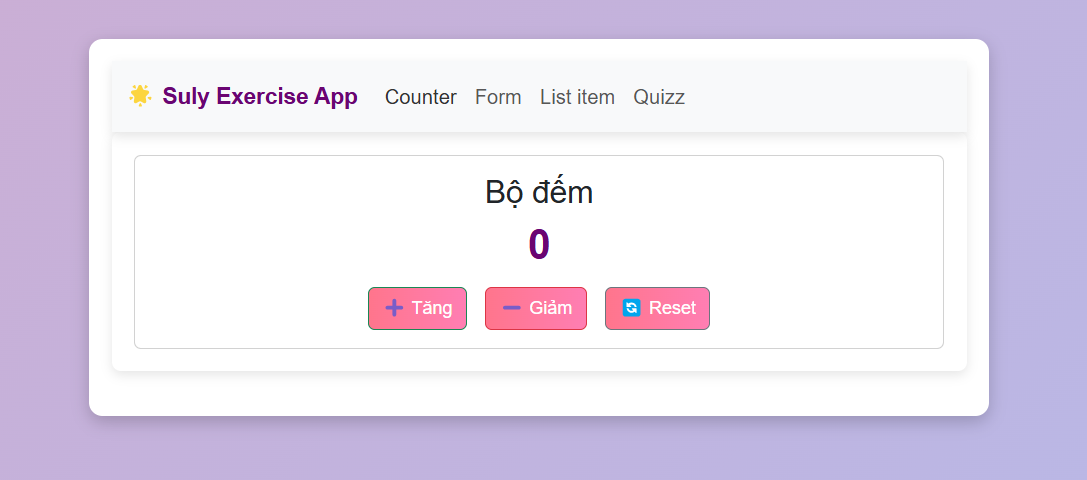 🌟 Suly Exercise App Counter Form List item Quizz
Bộ đếm
0
➕ Tăng ➖ Giảm 🔄 Reset